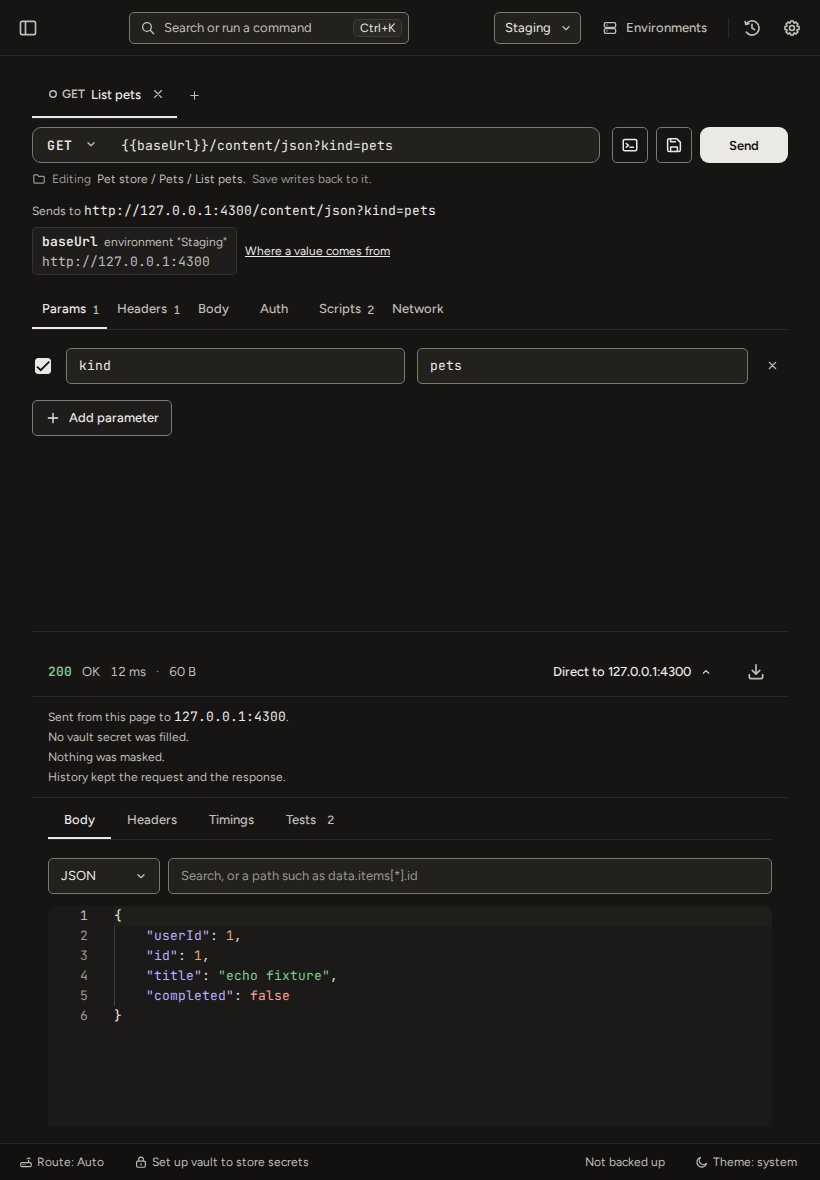 Search or run a command Ctrl+K Staging Environments
GET List pets
GET {{baseUrl}}/content/json?kind=pets Send
Editing Pet store / Pets / List pets. Save writes back to it.
Sends to http://127.0.0.1:4300/content/json?kind=pets
baseUrl environment "Staging"
http://127.0.0.1:4300
Where a value comes from
Params 1 Headers 1 Body Auth Scripts 2 Network
kind pets
Add parameter
200 OK 12 ms · 60 B Direct to 127.0.0.1:4300
Sent from this page to 127.0.0.1:4300.
No vault secret was filled.
Nothing was masked.
History kept the request and the response.
Body Headers Timings Tests 2
JSON Search, or a path such as data.items[*].id
1 {
2 "userId": 1,
3 "id": 1,
4 "title": "echo fixture",
5 "completed": false
6 }
Route: Auto Set up vault to store secrets Not backed up Theme: system